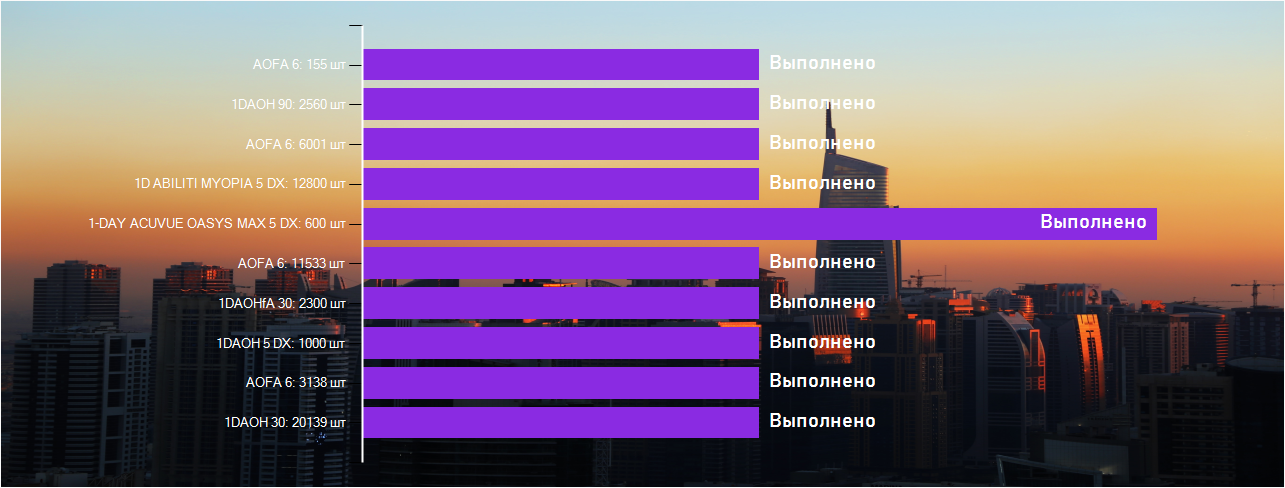 AOFA 6: 155 шт Выполнено
1DAOH 90: 2560 шт Выполнено
AOFA 6: 6001 шт Выполнено
1D ABILITI MYOPIA 5 DX: 12800 шт Выполнено
1-DAY ACUVUE OASYS MAX 5 DX: 600 шт Выполнено
AOFA 6: 11533 шт Выполнено
1DAOHfA 30: 2300 шт Выполнено
1DAOH 5 DX: 1000 шт Выполнено
AOFA 6: 3138 шт Выполнено
1DAOH 30: 20139 шт Выполнено